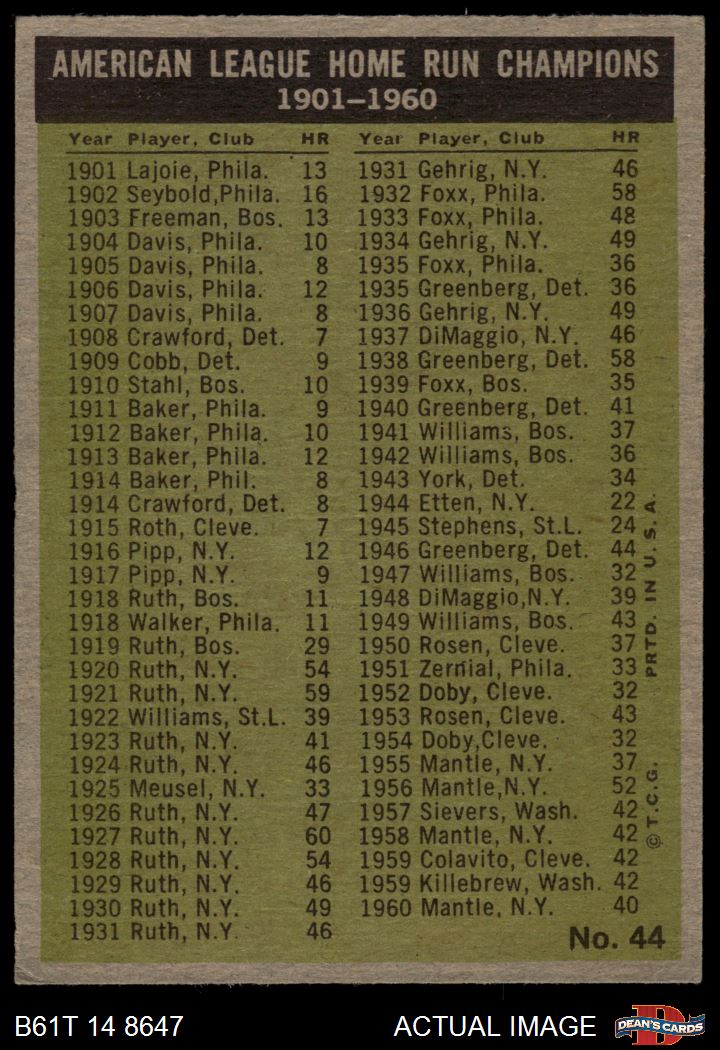 AMERICAN LEAGUE HOME RUN CHAMPIONS
1901–1960
Year Player, Club HR
1901 Lajoie, Phila. 13
1902 Seybold,Phila. 16
1903 Freeman, Bos. 13
1904 Davis, Phila. 10
1905 Davis, Phila. 8
1906 Davis, Phila. 12
1907 Davis, Phila. 8
1908 Crawford, Det. 7
1909 Cobb, Det. 9
1910 Stahl, Bos. 10
1911 Baker, Phila. 9
1912 Baker, Phila. 10
1913 Baker, Phila. 12
1914 Baker, Phil. 8
1914 Crawford, Det. 8
1915 Roth, Cleve. 7
1916 Pipp, N.Y. 12
1917 Pipp, N.Y. 9
1918 Ruth, Bos. 11
1918 Walker, Phila. 11
1919 Ruth, Bos. 29
1920 Ruth, N.Y. 54
1921 Ruth, N.Y. 59
1922 Williams, St.L. 39
1923 Ruth, N.Y. 41
1924 Ruth, N.Y. 46
1925 Meusel, N.Y. 33
1926 Ruth, N.Y. 47
1927 Ruth, N.Y. 60
1928 Ruth, N.Y. 54
1929 Ruth, N.Y. 46
1930 Ruth, N.Y. 49
1931 Ruth, N.Y. 46
Year Player, Club HR
1931 Gehrig, N.Y. 46
1932 Foxx, Phila. 58
1933 Foxx, Phila. 48
1934 Gehrig, N.Y. 49
1935 Foxx, Phila. 36
1935 Greenberg, Det. 36
1936 Gehrig, N.Y. 49
1937 DiMaggio, N.Y. 46
1938 Greenberg, Det. 58
1939 Foxx, Bos. 35
1940 Greenberg, Det. 41
1941 Williams, Bos. 37
1942 Williams, Bos. 36
1943 York, Det. 34
1944 Etten, N.Y. 22
1945 Stephens, St.L. 24
1946 Greenberg, Det. 44
1947 Williams, Bos. 32
1948 DiMaggio,N.Y. 39
1949 Williams, Bos. 43
1950 Rosen, Cleve. 37
1951 Zernial, Phila. 33
1952 Doby, Cleve. 32
1953 Rosen, Cleve. 43
1954 Doby,Cleve. 32
1955 Mantle, N.Y. 37
1956 Mantle,N.Y. 52
1957 Sievers, Wash. 42
1958 Mantle, N.Y. 42
1959 Colavito, Cleve. 42
1959 Killebrew, Wash. 42
1960 Mantle, N.Y. 40
No. 44
© T.C.G. PRTD. IN U.S.A.
B61T 14 8647
ACTUAL IMAGE
DEAN'S CARDS